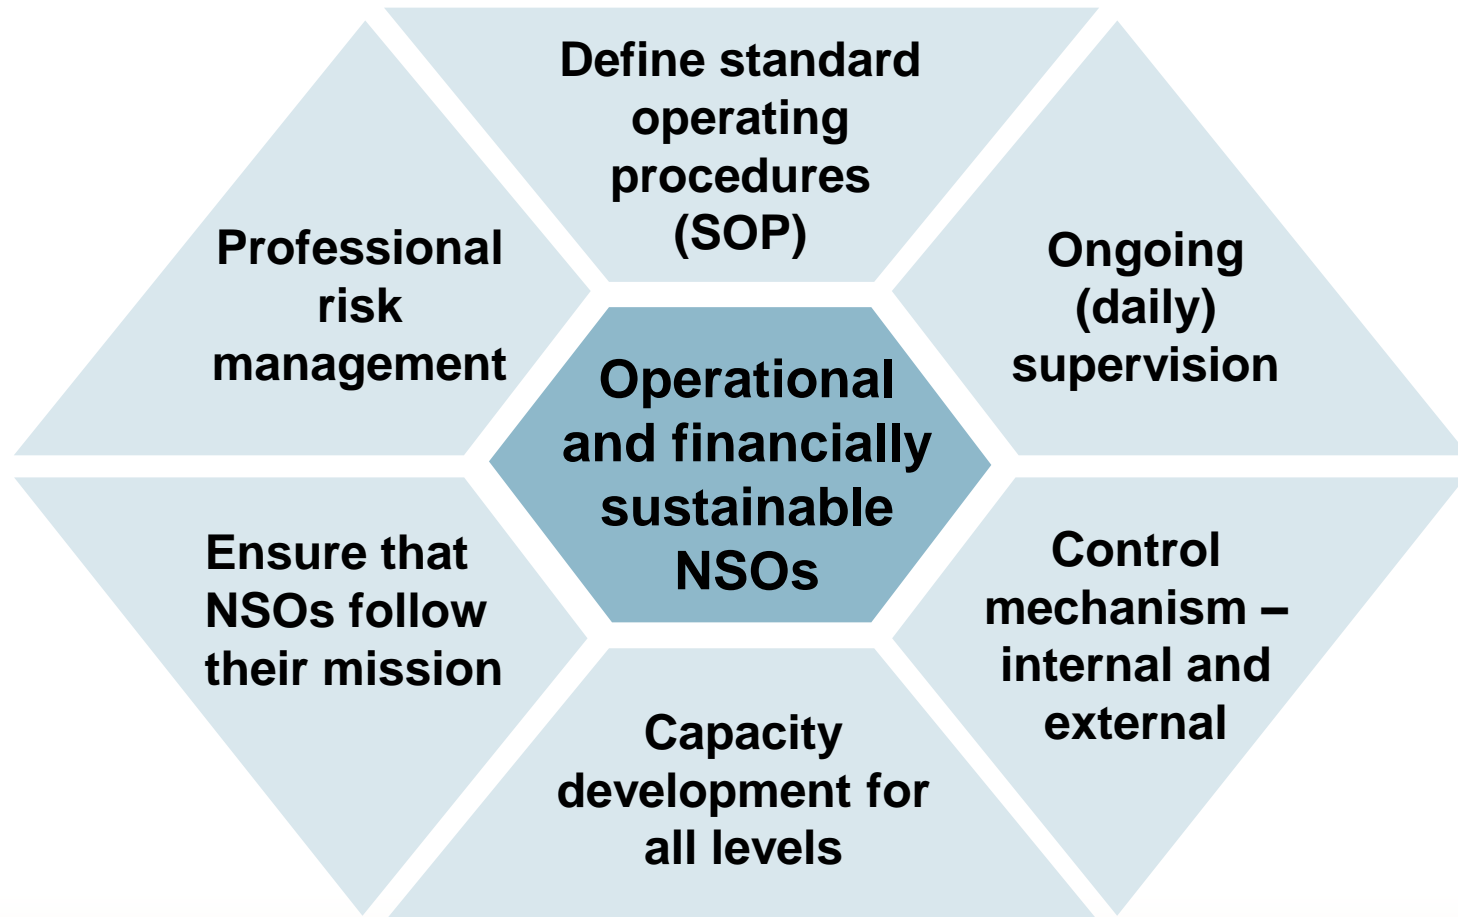 Define standard
operating
procedures
(SOP)
Professional
risk
management
Ongoing
(daily)
supervision
Operational
and financially
sustainable
NSOs
Ensure that
NSOs follow
their mission
Control
mechanism –
internal and
external
Capacity
development for
all levels